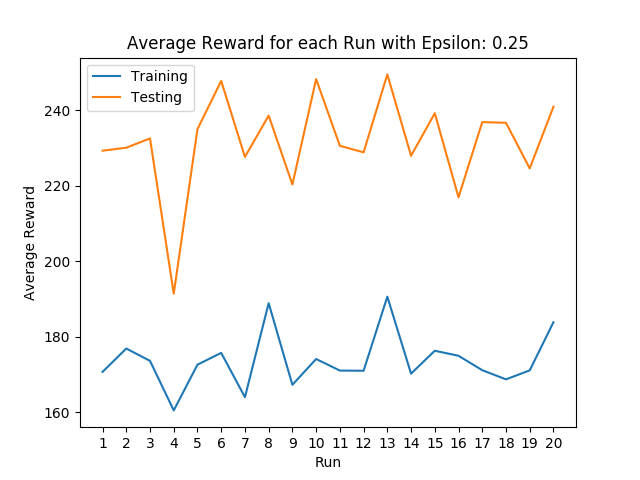 Average Reward for each Run with Epsilon: 0.25
Training
Testing
240
220
200
180
160
Average Reward
1 2 3 4 5 6 7 8 9 10 11 12 13 14 15 16 17 18 19 20
Run